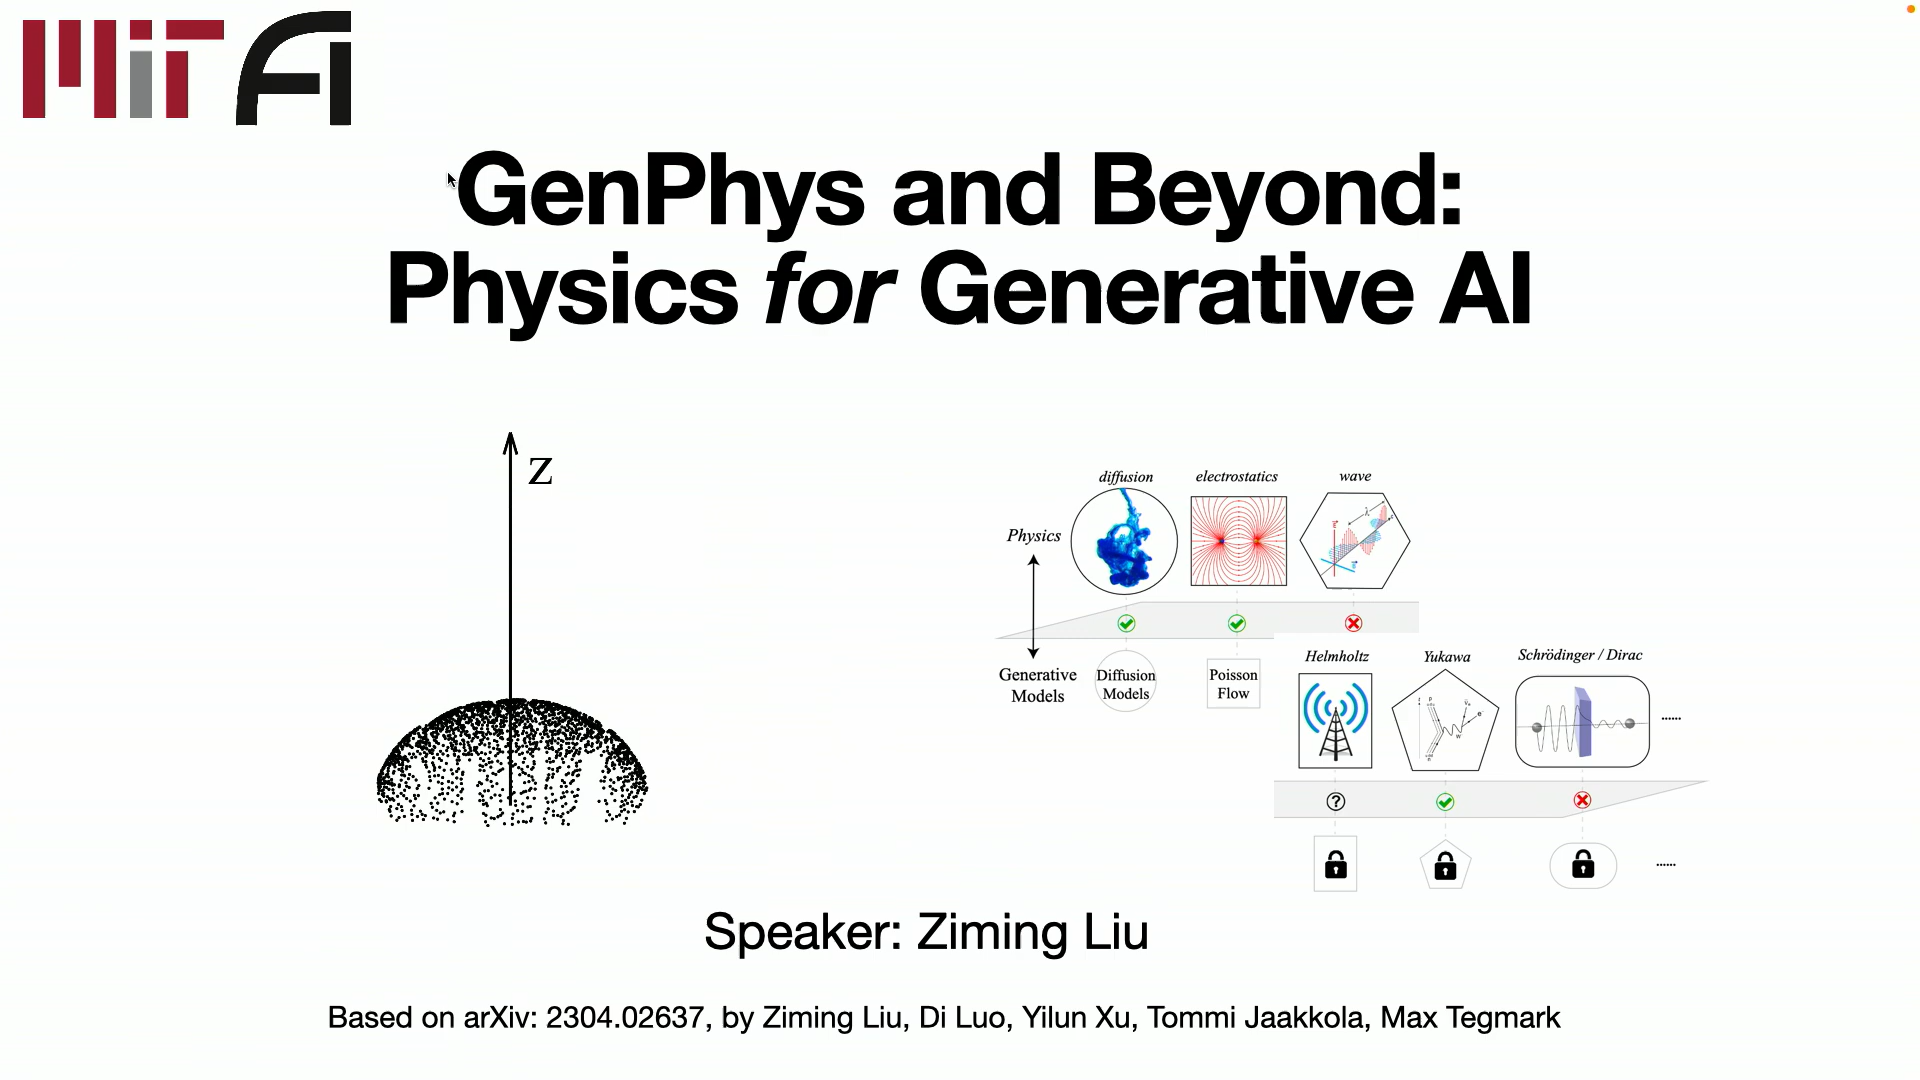 MIT FI
GenPhys and Beyond:
Physics for Generative AI
z
diffusion electrostatics wave
Physics
Generative
Models
Diffusion
Models
Poisson
Flow
Helmholtz Yukawa Schrödinger / Dirac
......
?
......
Speaker: Ziming Liu
Based on arXiv: 2304.02637, by Ziming Liu, Di Luo, Yilun Xu, Tommi Jaakkola, Max Tegmark